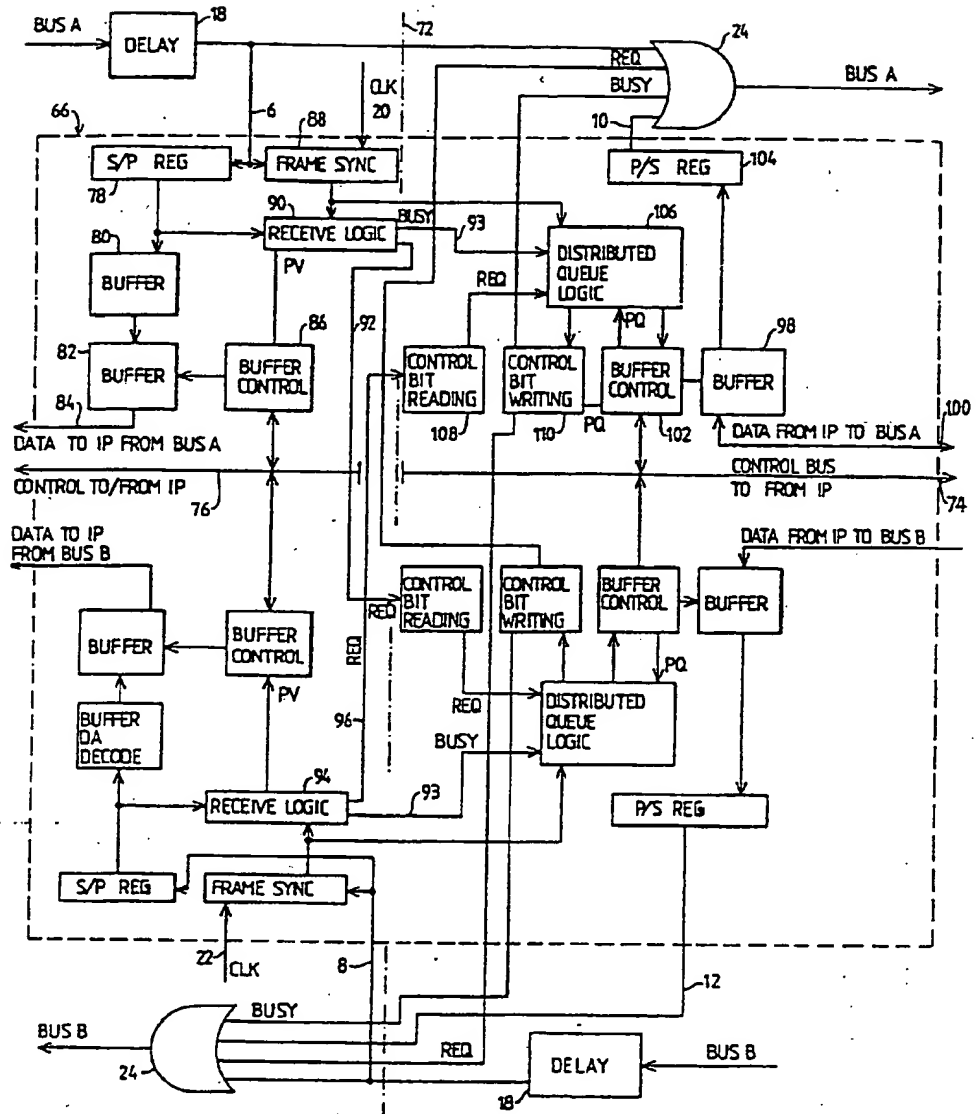 BUS A
18
DELAY
72
24
REQ
BUSY
BUS A
CLK
20
6
10
66
88
S/P REG
FRAME SYNC
P/S REG
104
78
90
BUSY
93
106
RECEIVE LOGIC
DISTRIBUTED
QUEUE
LOGIC
80
PV
REQ
BUFFER
92
PQ
82
86
98
BUFFER
BUFFER
CONTROL
CONTROL
BIT
READING
CONTROL
BIT
WRITING
BUFFER
CONTROL
BUFFER
84
108
110
PQ
102
100
DATA TO IP FROM BUS A
DATA FROM IP TO BUS A
CONTROL TO/FROM IP
CONTROL BUS
TO FROM IP
76
74
DATA TO IP
FROM BUS B
DATA FROM IP TO BUS B
CONTROL
BIT
READING
CONTROL
BIT
WRITING
BUFFER
CONTROL
BUFFER
REQ
REQ
BUFFER
BUFFER
CONTROL
PQ
PV
REQ
DISTRIBUTED
QUEUE
LOGIC
BUFFER
DA
DECODE
96
BUSY
94
RECEIVE LOGIC
93
P/S REG
S/P REG
FRAME SYNC
22
CLK
8
12
BUSY
BUS B
REQ
24
DELAY
BUS B
18